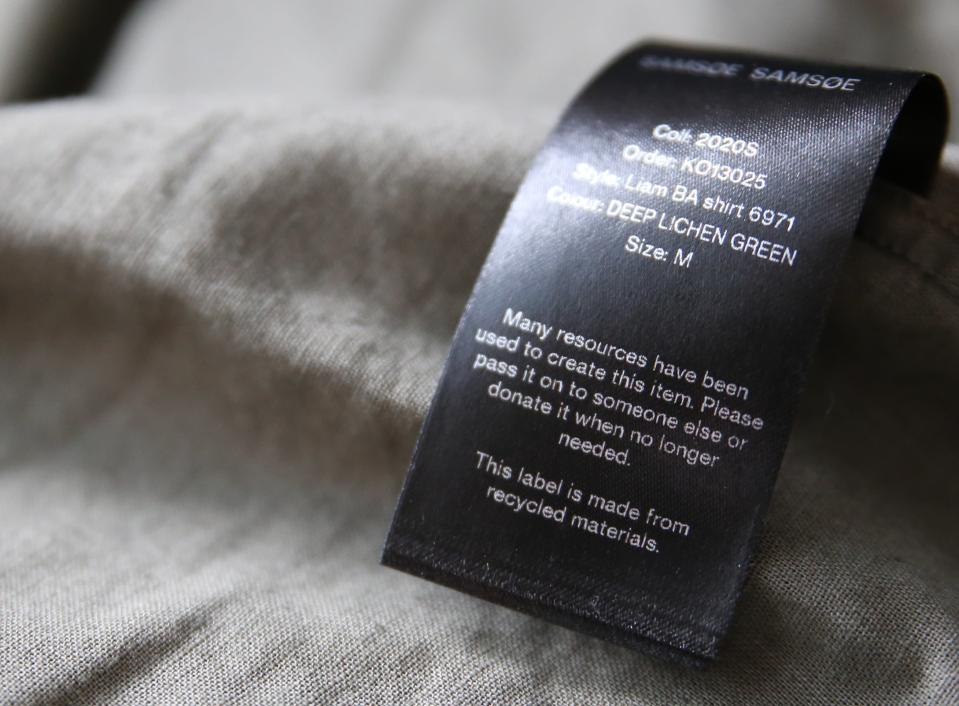 SAMSØE SAMSØE
Coll: 2020S
Order: KO13025
Style: Liam BA shirt 6971
Colour: DEEP LICHEN GREEN
Size: M
Many resources have been
used to create this item. Please
pass it on to someone else or
donate it when no longer
needed.
This label is made from
recycled materials.